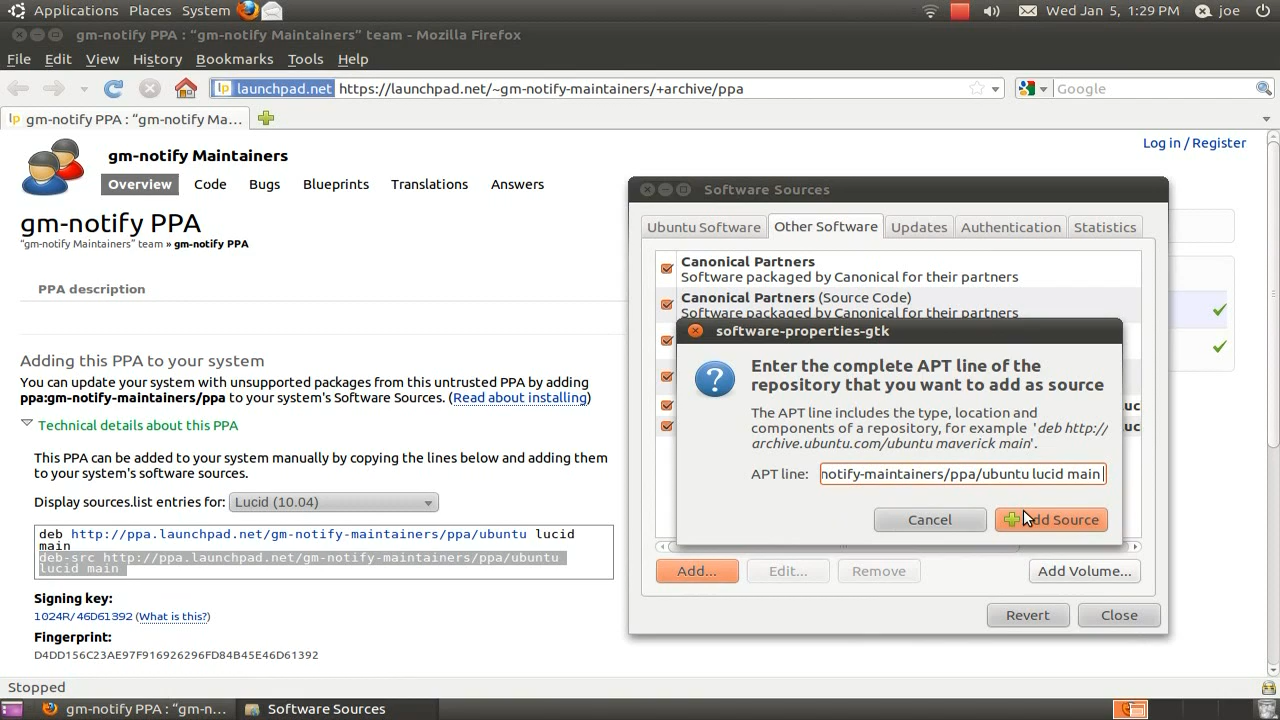 Applications Places System Wed Jan 5, 1:29 PM joe
gm-notify PPA : “gm-notify Maintainers” team - Mozilla Firefox
File Edit View History Bookmarks Tools Help
lp launchpad.net https://launchpad.net/~gm-notify-maintainers/+archive/ppa Google
lp gm-notify PPA : “gm-notify Ma...
Log in / Register
gm-notify Maintainers
Overview Code Bugs Blueprints Translations Answers
gm-notify PPA
“gm-notify Maintainers” team » gm-notify PPA
PPA description
Adding this PPA to your system
You can update your system with unsupported packages from this untrusted PPA by adding
ppa:gm-notify-maintainers/ppa to your system's Software Sources. (Read about installing)
Technical details about this PPA
This PPA can be added to your system manually by copying the lines below and adding them
to your system's software sources.
Display sources.list entries for: Lucid (10.04)
deb http://ppa.launchpad.net/gm-notify-maintainers/ppa/ubuntu lucid
main
deb-src http://ppa.launchpad.net/gm-notify-maintainers/ppa/ubuntu
lucid main
Signing key:
1024R/46D61392 (What is this?)
Fingerprint:
D4DD156C23AE97F916926296FD84B45E46D61392
Software Sources
Ubuntu Software Other Software Updates Authentication Statistics
Canonical Partners
Software packaged by Canonical for their partners
Canonical Partners (Source Code)
Software packaged by Canonical for their partners
software-properties-gtk
Enter the complete APT line of the
repository that you want to add as source
The APT line includes the type, location and
components of a repository, for example 'deb http://
archive.ubuntu.com/ubuntu maverick main'.
APT line: notify-maintainers/ppa/ubuntu lucid main
Cancel Add Source
Add... Edit... Remove Add Volume...
Revert Close
Stopped
gm-notify PPA : “gm-n... Software Sources